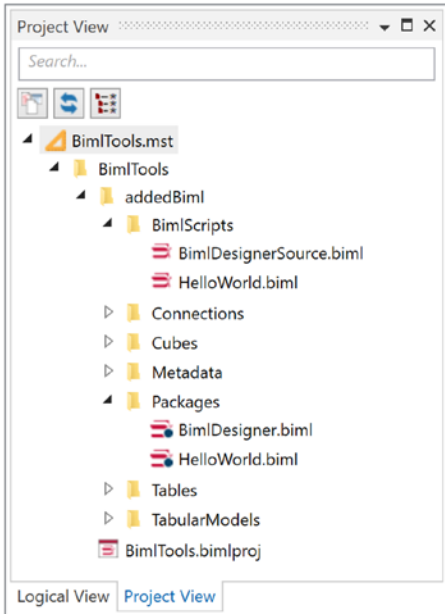 Project View
Search...
BimlTools.mst
BimlTools
addedBiml
BimlScripts
BimlDesignerSource.biml
HelloWorld.biml
Connections
Cubes
Metadata
Packages
BimlDesigner.biml
HelloWorld.biml
Tables
TabularModels
BimlTools.bimlproj
Logical View Project View